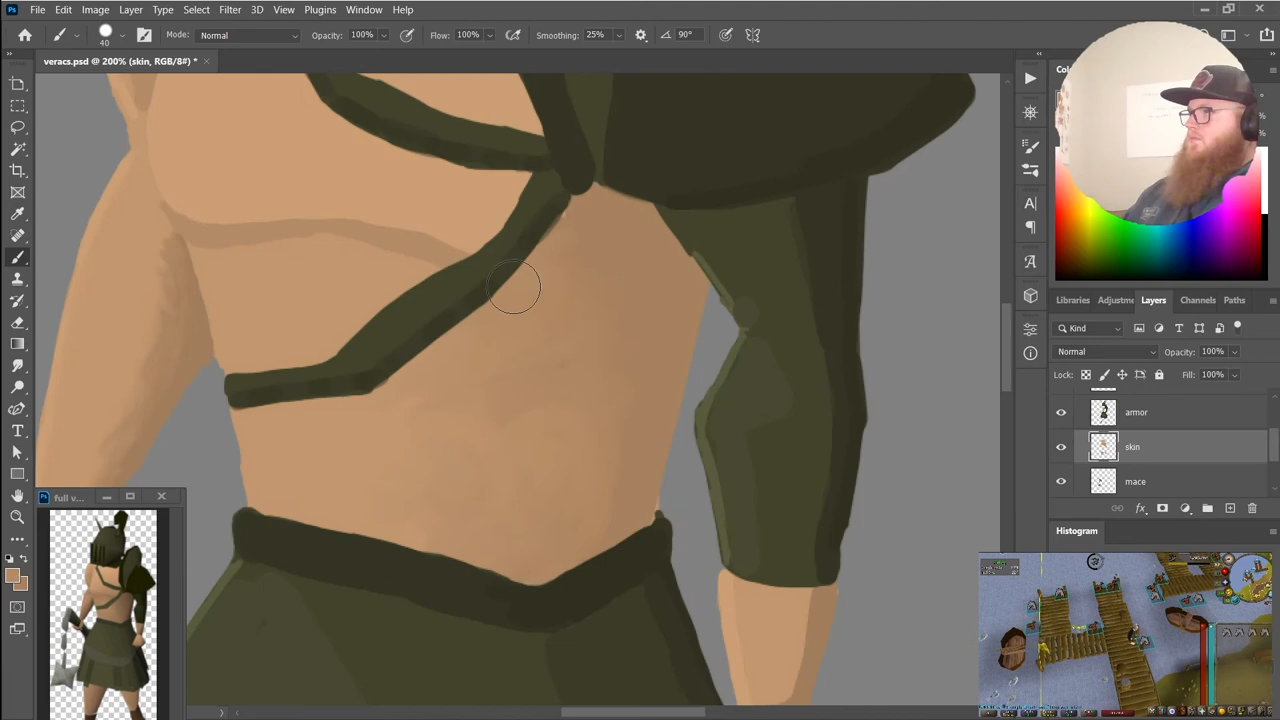 File Edit Image Layer Type Select Filter 3D View Plugins Window Help
40 Mode: Normal Opacity: 100% Flow: 100% Smoothing: 25% 90°
veracs.psd @ 200% (skin, RGB/8#) *
Libraries Adjustme Layers Channels Paths
Kind
Normal Opacity: 100%
Lock: Fill: 100%
armor
skin
mace
full v...
Histogram